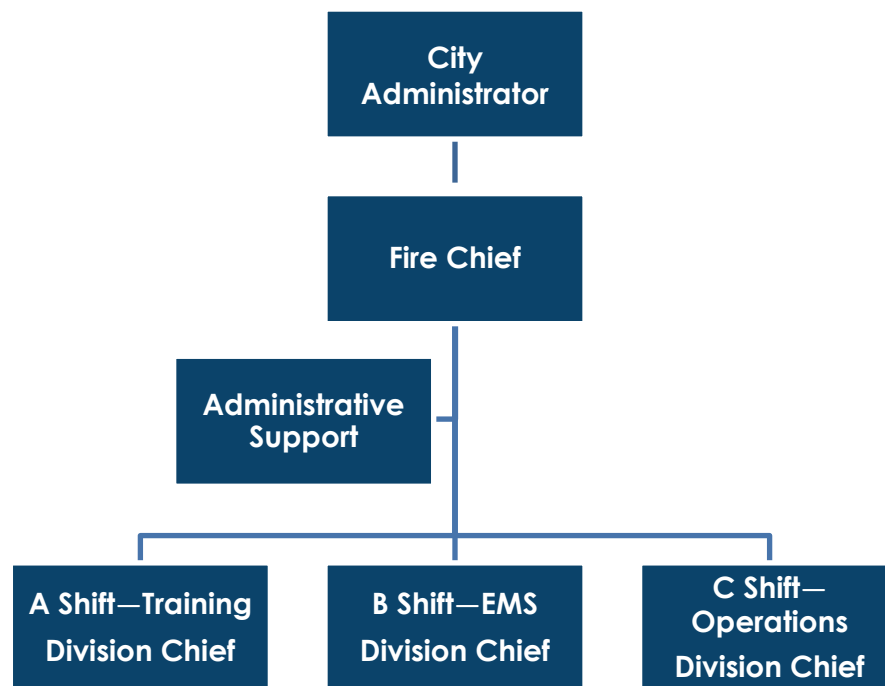 City
Administrator
Fire Chief
Administrative
Support
A Shift—Training
Division Chief
B Shift—EMS
Division Chief
C Shift—
Operations
Division Chief